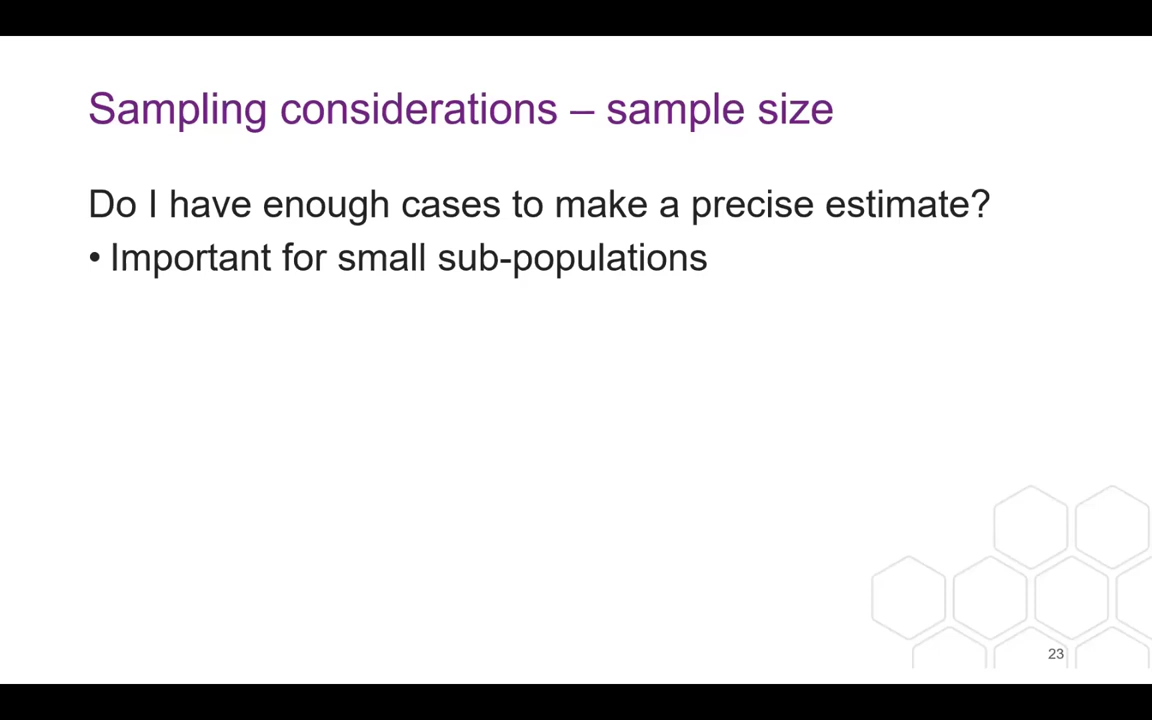 Sampling considerations – sample size
Do I have enough cases to make a precise estimate?
• Important for small sub-populations
23